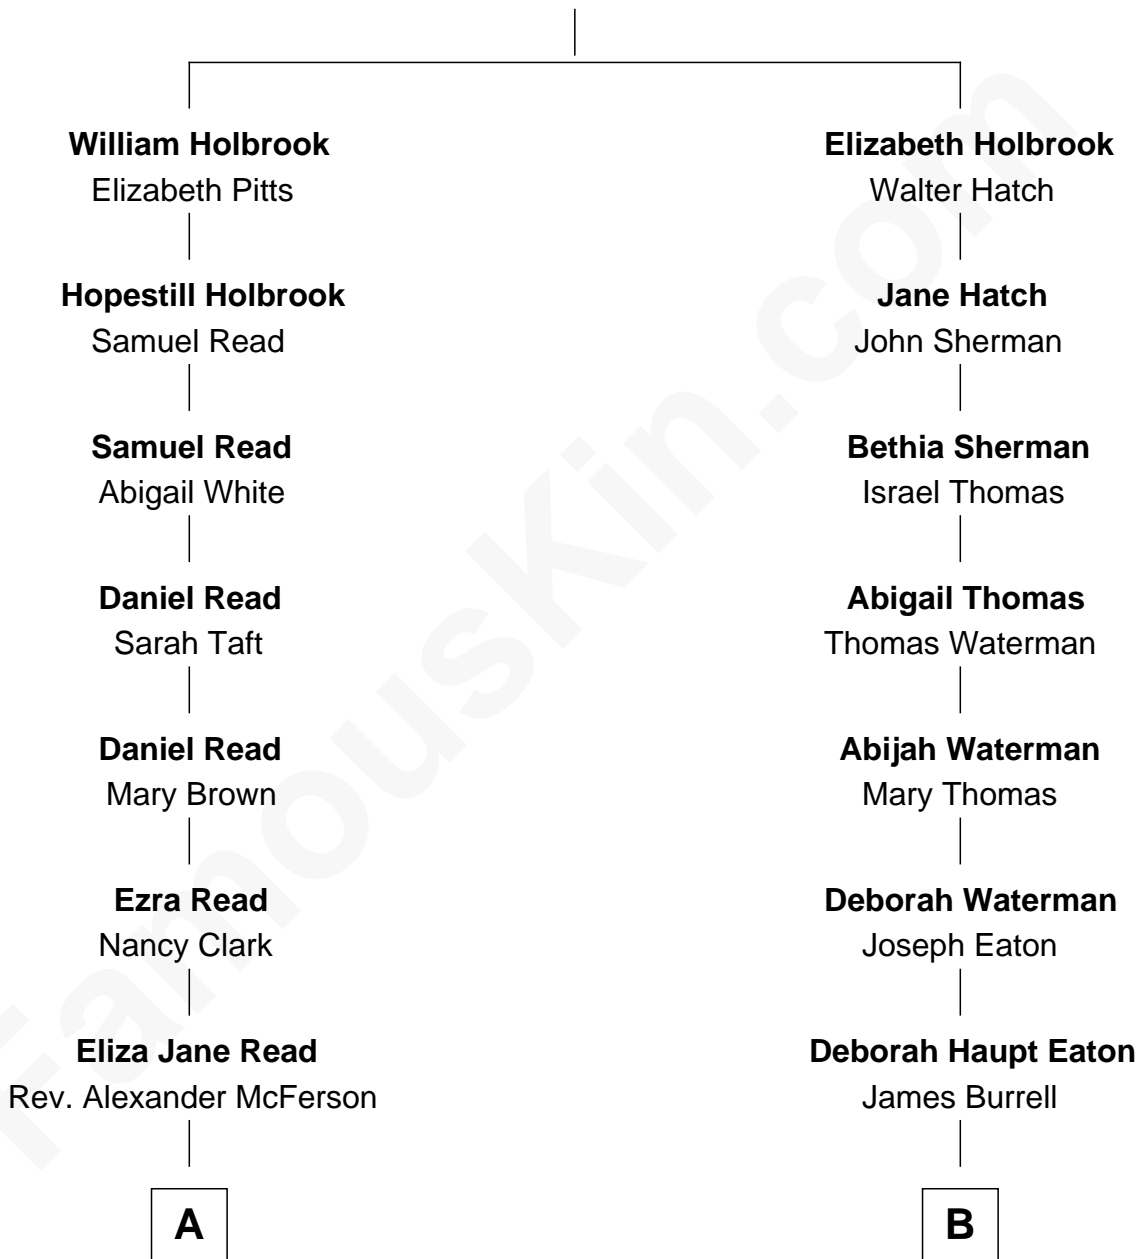 William Holbrook
Elizabeth Pitts
Hopestill Holbrook
Samuel Read
Samuel Read
Abigail White
Daniel Read
Sarah Taft
Daniel Read
Mary Brown
Ezra Read
Nancy Clark
Eliza Jane Read
Rev. Alexander McFerson
A
Elizabeth Holbrook
Walter Hatch
Jane Hatch
John Sherman
Bethia Sherman
Israel Thomas
Abigail Thomas
Thomas Waterman
Abijah Waterman
Mary Thomas
Deborah Waterman
Joseph Eaton
Deborah Haupt Eaton
James Burrell
B
FamousKin.com